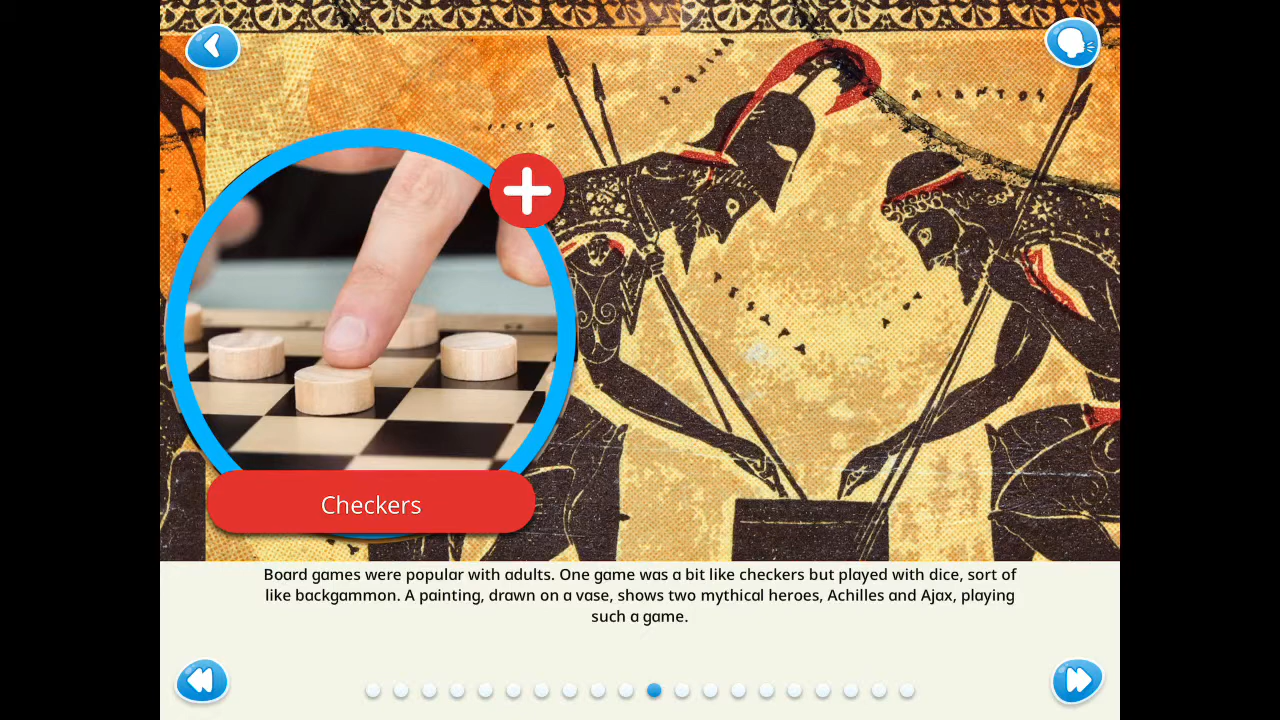 Checkers
Board games were popular with adults. One game was a bit like checkers but played with dice, sort of
like backgammon. A painting, drawn on a vase, shows two mythical heroes, Achilles and Ajax, playing
such a game.